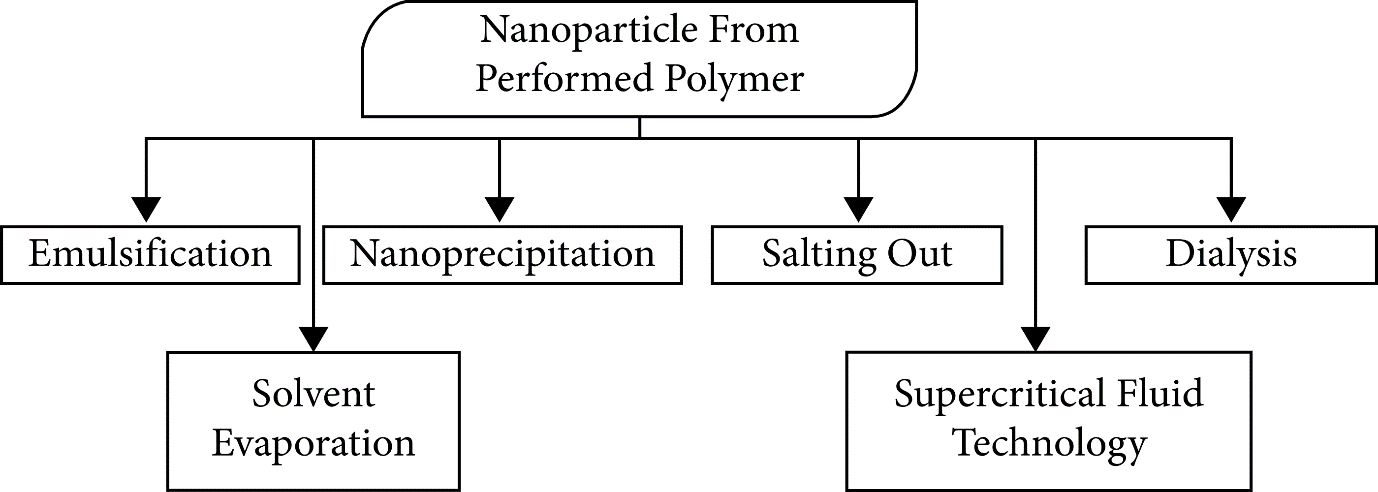 Nanoparticle From
Performed Polymer
Emulsification
Nanoprecipitation
Salting Out
Dialysis
Solvent
Evaporation
Supercritical Fluid
Technology